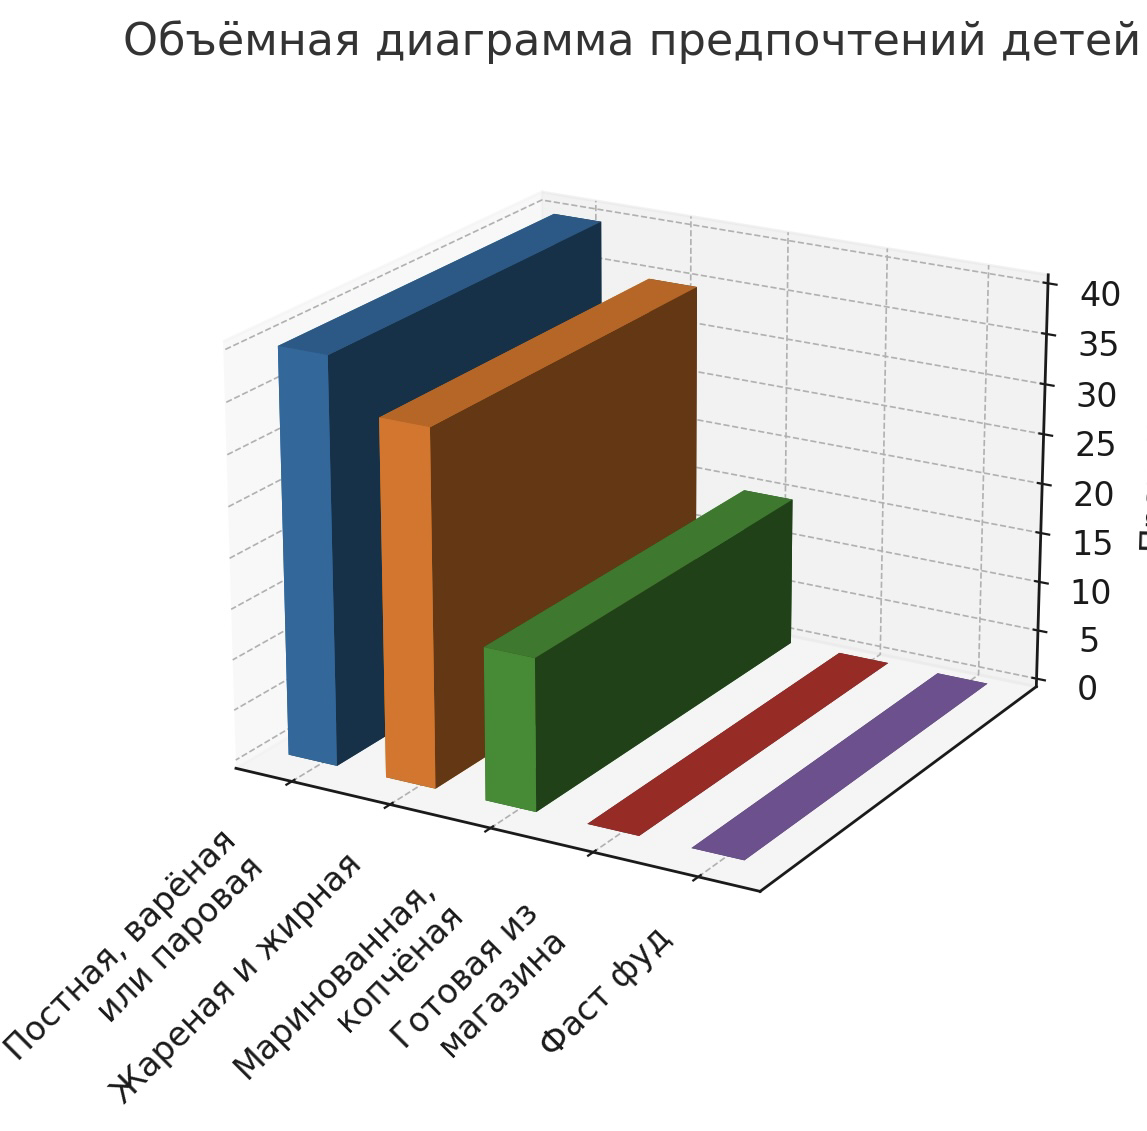 Объёмная диаграмма предпочтений детей
40
35
30
25
20
15
10
5
0
Постная, варёная
или паровая
Жареная и жирная
Маринованная,
копчёная
Готовая из
магазина
Фаст фуд